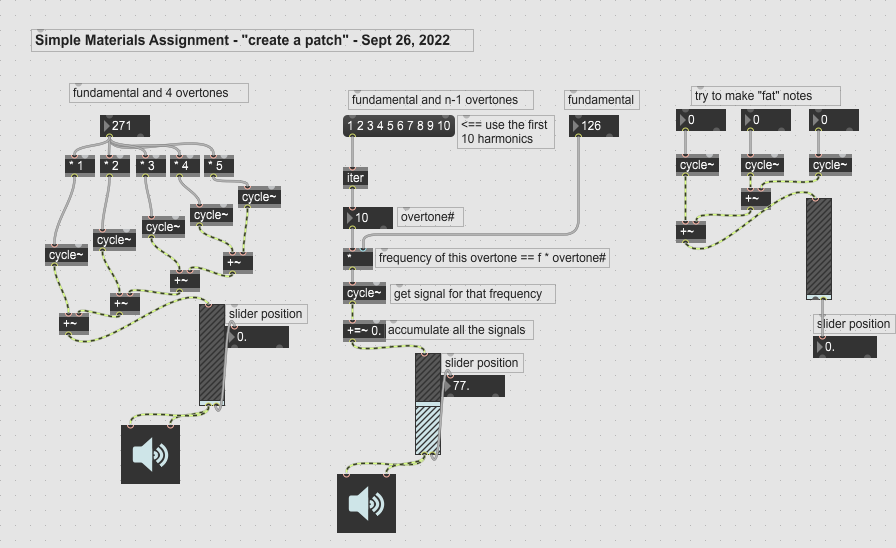 Simple Materials Assignment - "create a patch" - Sept 26, 2022
fundamental and 4 overtones
271
* 1
* 2
* 3
* 4
* 5
cycle~
cycle~
cycle~
cycle~
cycle~
+~
+~
+~
+~
slider position
0.
fundamental and n-1 overtones
fundamental
1 2 3 4 5 6 7 8 9 10
<== use the first
10 harmonics
126
iter
10
overtone#
*
frequency of this overtone == f * overtone#
cycle~
get signal for that frequency
+=~ 0.
accumulate all the signals
slider position
77.
try to make "fat" notes
0
0
0
cycle~
cycle~
cycle~
+~
+~
slider position
0.